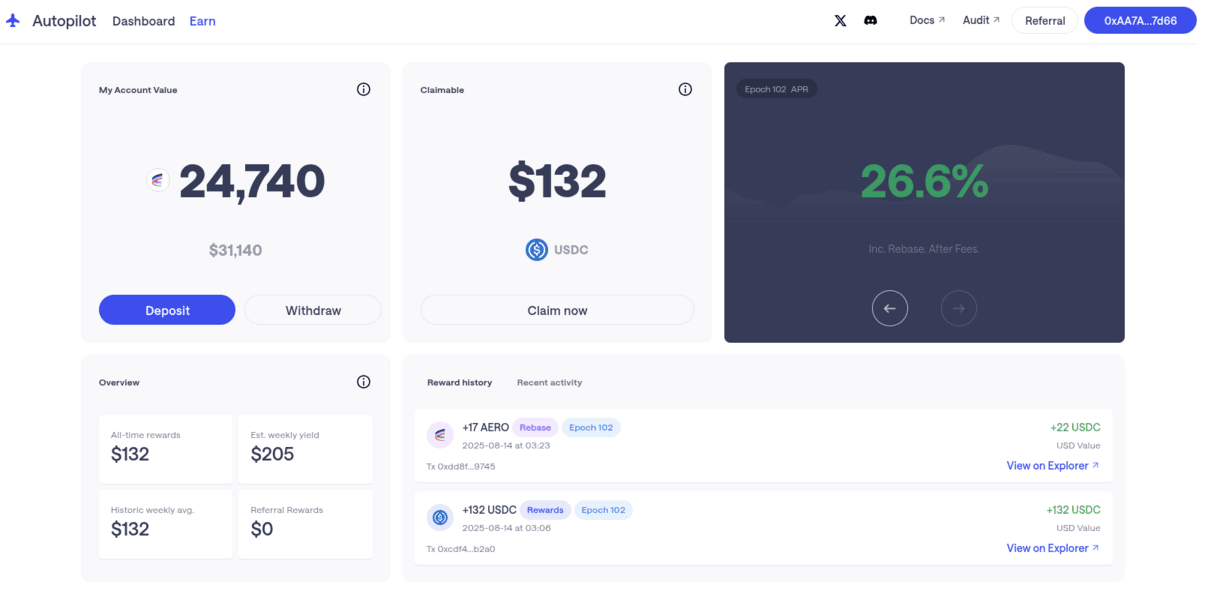 Autopilot Dashboard Earn Docs ↗ Audit ↗ Referral 0xAA7A...7d66
My Account Value
24,740
$31,140
Deposit Withdraw
Claimable
$132
USDC
Claim now
Epoch 102 APR
26.6%
Inc. Rebase. After Fees.
← →
Overview
All-time rewards
$132
Est. weekly yield
$205
Historic weekly avg.
$132
Referral Rewards
$0
Reward history Recent activity
+17 AERO Rebase Epoch 102 +22 USDC
2025-08-14 at 03:23 USD Value
Tx 0xdd8f...9745 View on Explorer ↗
+132 USDC Rewards Epoch 102 +132 USDC
2025-08-14 at 03:06 USD Value
Tx 0xcdf4...b2a0 View on Explorer ↗